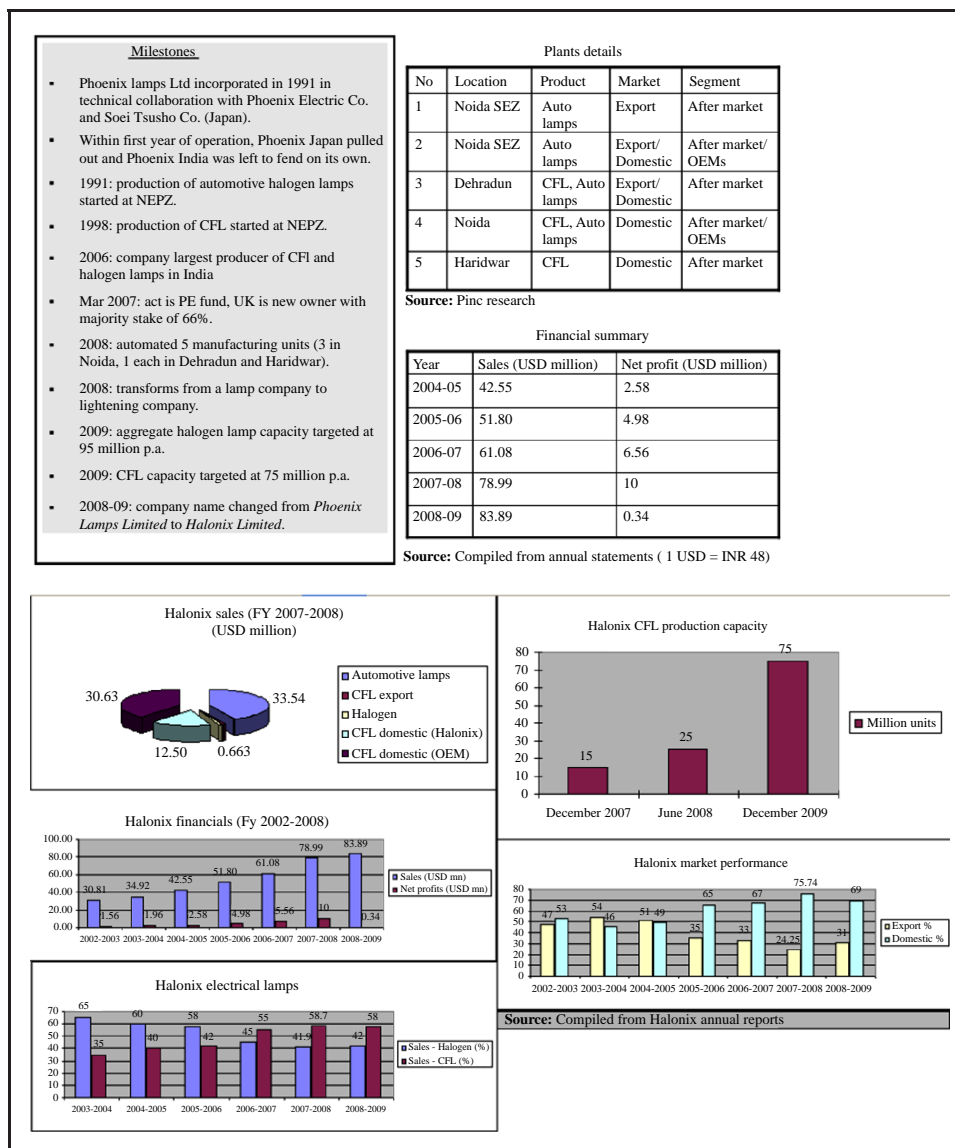 Milestones
Phoenix lamps Ltd incorporated in 1991 in
technical collaboration with Phoenix Electric Co.
and Soei Tsusho Co. (Japan).
Within first year of operation, Phoenix Japan pulled
out and Phoenix India was left to fend on its own.
1991: production of automotive halogen lamps
started at NEPZ.
1998: production of CFL started at NEPZ.
2006: company largest producer of CFl and
halogen lamps in India
Mar 2007: act is PE fund, UK is new owner with
majority stake of 66%.
2008: automated 5 manufacturing units (3 in
Noida, 1 each in Dehradun and Haridwar).
2008: transforms from a lamp company to
lightening company.
2009: aggregate halogen lamp capacity targeted at
95 million p.a.
2009: CFL capacity targeted at 75 million p.a.
2008-09: company name changed from Phoenix
Lamps Limited to Halonix Limited.
Plants details
No Location Product Market Segment
1 Noida SEZ Auto lamps Export After market
2 Noida SEZ Auto lamps Export/ Domestic After market/ OEMs
3 Dehradun CFL, Auto lamps Export/ Domestic After market
4 Noida CFL, Auto lamps Domestic After market/ OEMs
5 Haridwar CFL Domestic After market
Source: Pinc research
Financial summary
Year Sales (USD million) Net profit (USD million)
2004-05 42.55 2.58
2005-06 51.80 4.98
2006-07 61.08 6.56
2007-08 78.99 10
2008-09 83.89 0.34
Source: Compiled from annual statements ( 1 USD = INR 48)
Halonix sales (FY 2007-2008)
(USD million)
30.63
33.54
12.50
0.663
Automotive lamps
CFL export
Halogen
CFL domestic (Halonix)
CFL domestic (OEM)
Halonix CFL production capacity
80
70
60
50
40
30
20
10
0
15
25
75
December 2007 June 2008 December 2009
Million units
Halonix financials (Fy 2002-2008)
100.00
80.00
60.00
40.00
20.00
0.00
30.81 34.92 42.55 51.80 61.08 78.99 83.89
1.56 1.96 2.58 4.98 5.56 10 0.34
2002-2003 2003-2004 2004-2005 2005-2006 2006-2007 2007-2008 2008-2009
Sales (USD mn)
Net profits (USD mn)
Halonix market performance
80
70
60
50
40
30
20
10
0
47 53 54 46 51 49 35 65 33 67 24.25 75.74 31 69
2002-2003 2003-2004 2004-2005 2005-2006 2006-2007 2007-2008 2008-2009
Export %
Domestic %
Halonix electrical lamps
70
60
50
40
30
20
10
0
65 35 60 40 58 42 45 55 41.9 58.7 42 58
2003-2004 2004-2005 2005-2006 2006-2007 2007-2008 2008-2009
Sales - Halogen (%)
Sales - CFL (%)
Source: Compiled from Halonix annual reports